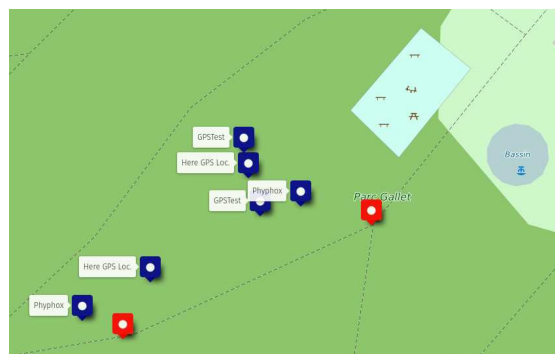 Bassin
GPSTest
Here GPS Loc.
Phyphox
Parc Gallet
GPSTest
Here GPS Loc.
Phyphox